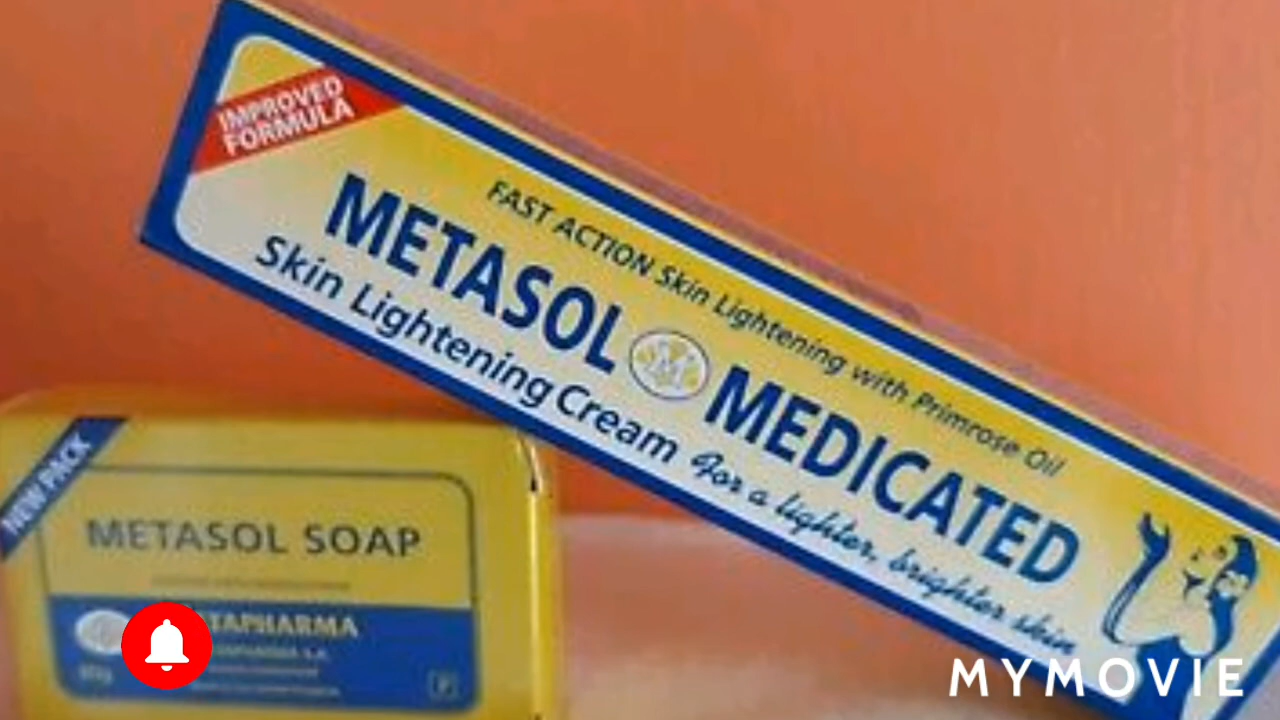 IMPROVED
FORMULA
FAST ACTION Skin Lightening with Primrose Oil
METASOL M MEDICATED
Skin Lightening Cream For a lighter, brighter skin
NEW PACK
METASOL SOAP
TAPHARMA
MYMOVIE